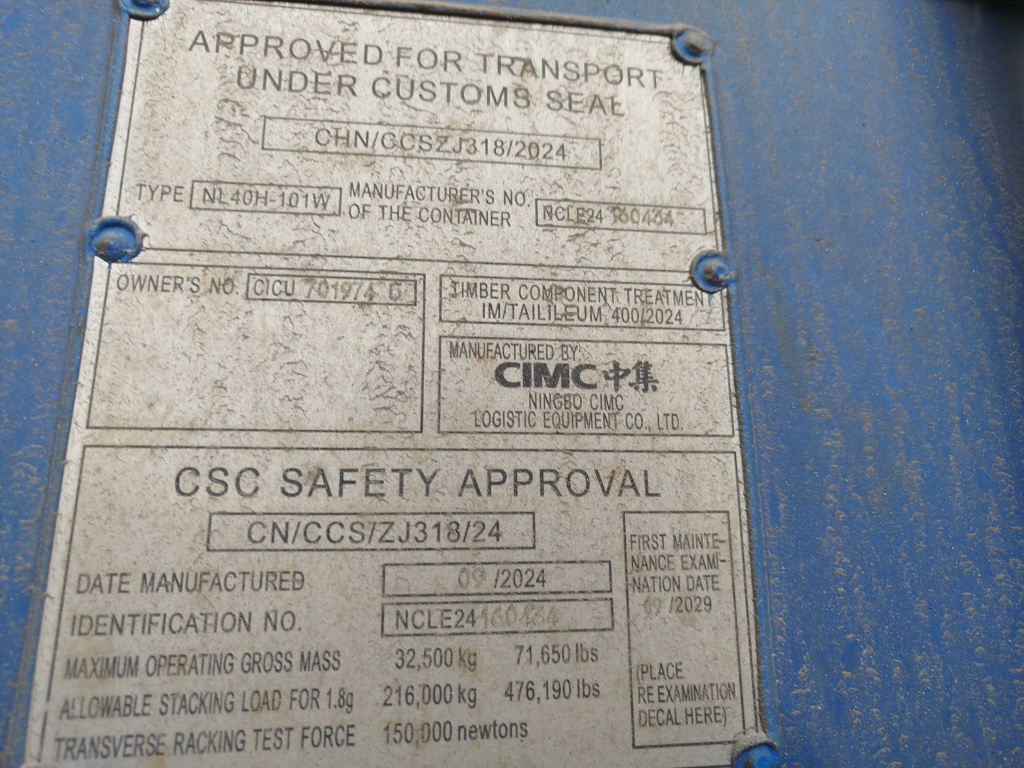 APPROVED FOR TRANSPORT
UNDER CUSTOMS SEAL
CHN/CCSZJ318/2024
TYPE NL40H-101W MANUFACTURER'S NO.
OF THE CONTAINER NCLE24 160434
OWNER'S NO. CICU 701974 G
TIMBER COMPONENT TREATMENT
IM/TAILILEUM 400/2024
MANUFACTURED BY:
CIMC中集
NINGBO CIMC
LOGISTIC EQUIPMENT CO., LTD.
CSC SAFETY APPROVAL
CN/CCS/ZJ318/24
DATE MANUFACTURED 09 /2024
IDENTIFICATION NO. NCLE24
MAXIMUM OPERATING GROSS MASS 32,500 kg 71,650 lbs
ALLOWABLE STACKING LOAD FOR 1.8g 216,000 kg 476,190 lbs
TRANSVERSE RACKING TEST FORCE 150,000 newtons
FIRST MAINTE-
NANCE EXAMI-
NATION DATE
09 /2029
(PLACE
RE EXAMINATION
DECAL HERE)